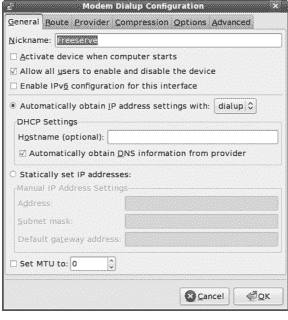 Modem Dialup Configuration
General Route Provider Compression Options Advanced
Nickname: Freeserve
Activate device when computer starts
Allow all users to enable and disable the device
Enable IPv6 configuration for this interface
Automatically obtain IP address settings with: dialup
DHCP Settings
Hostname (optional):
Automatically obtain DNS information from provider
Statically set IP addresses:
Manual IP Address Settings
Address:
Subnet mask:
Default gateway address:
Set MTU to: 0
Cancel OK